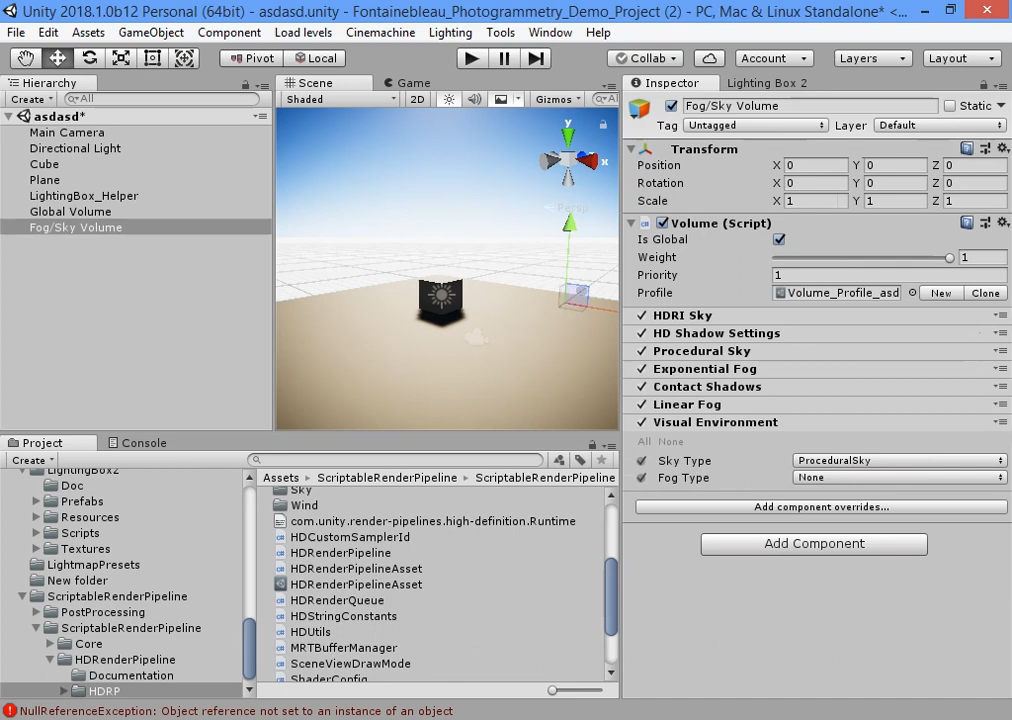 Unity 2018.1.0b12 Personal (64bit) - asdasd.unity - Fontainebleau_Photogrammetry_Demo_Project (2) - PC, Mac & Linux Standalone* <...
File Edit Assets GameObject Component Load levels Cinemachine Lighting Tools Window Help
Pivot Local Collab Account Layers Layout
Hierarchy
Create All
asdasd*
Main Camera
Directional Light
Cube
Plane
LightingBox_Helper
Global Volume
Fog/Sky Volume
Scene Game
Shaded 2D Gizmos All
y
x
Persp
Inspector Lighting Box 2
Fog/Sky Volume Static
Tag Untagged Layer Default
Transform
Position X 0 Y 0 Z 0
Rotation X 0 Y 0 Z 0
Scale X 1 Y 1 Z 1
Volume (Script)
Is Global
Weight 1
Priority 1
Profile Volume_Profile_asd New Clone
HDRI Sky
HD Shadow Settings
Procedural Sky
Exponential Fog
Contact Shadows
Linear Fog
Visual Environment
All None
Sky Type ProceduralSky
Fog Type None
Add component overrides...
Add Component
Project Console
Create
LightingBox2
Doc
Prefabs
Resources
Scripts
Textures
LightmapPresets
New folder
ScriptableRenderPipeline
PostProcessing
ScriptableRenderPipeline
Core
HDRenderPipeline
Documentation
HDRP
Assets ScriptableRenderPipeline ScriptableRenderPipeline
Sky
Wind
com.unity.render-pipelines.high-definition.Runtime
HDCustomSamplerId
HDRenderPipeline
HDRenderPipelineAsset
HDRenderPipelineAsset
HDRenderQueue
HDStringConstants
HDUtils
MRTBufferManager
SceneViewDrawMode
ShaderConfig
NullReferenceException: Object reference not set to an instance of an object